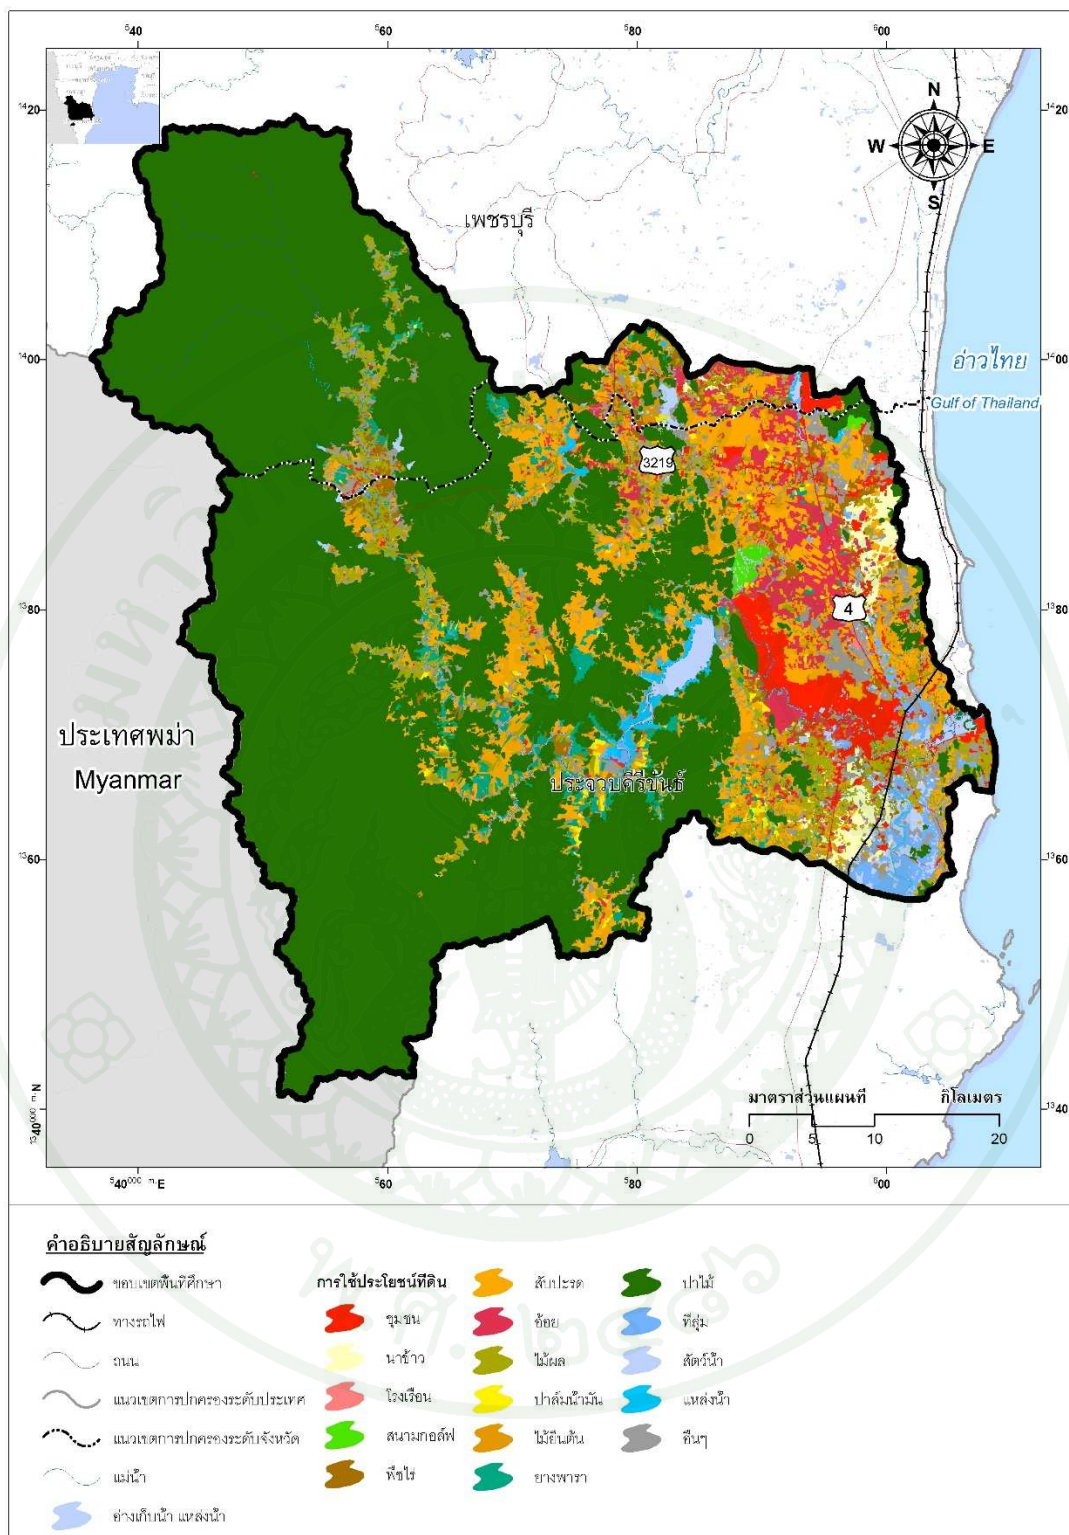 540 560 580 600
1420 1420
N
W E
S
เพชรบุรี
1400 1400
อ่าวไทย
Gulf of Thailand
3219
1380 1380
4
ประเทศพม่า
Myanmar
ประจวบคีรีขันธ์
1360 1360
มาตราส่วนแผนที่ กิโลเมตร
0 5 10 20
1340000 m.N 1340
540000 m.E 560 580 600
คำอธิบายสัญลักษณ์
ขอบเขตพื้นที่ศึกษา
ทางรถไฟ
ถนน
แนวเขตการปกครองระดับประเทศ
แนวเขตการปกครองระดับจังหวัด
แม่น้ำ
อ่างเก็บน้ำ แหล่งน้ำ
การใช้ประโยชน์ที่ดิน
ชุมชน
นาข้าว
โรงเรือน
สนามกอล์ฟ
พืชไร่
สับปะรด
อ้อย
ไม้ผล
ปาล์มน้ำมัน
ไม้ยืนต้น
ยางพารา
ป่าไม้
ที่ลุ่ม
สัตว์น้ำ
แหล่งน้ำ
อื่นๆ
พ.ศ. ๒๔๘๖